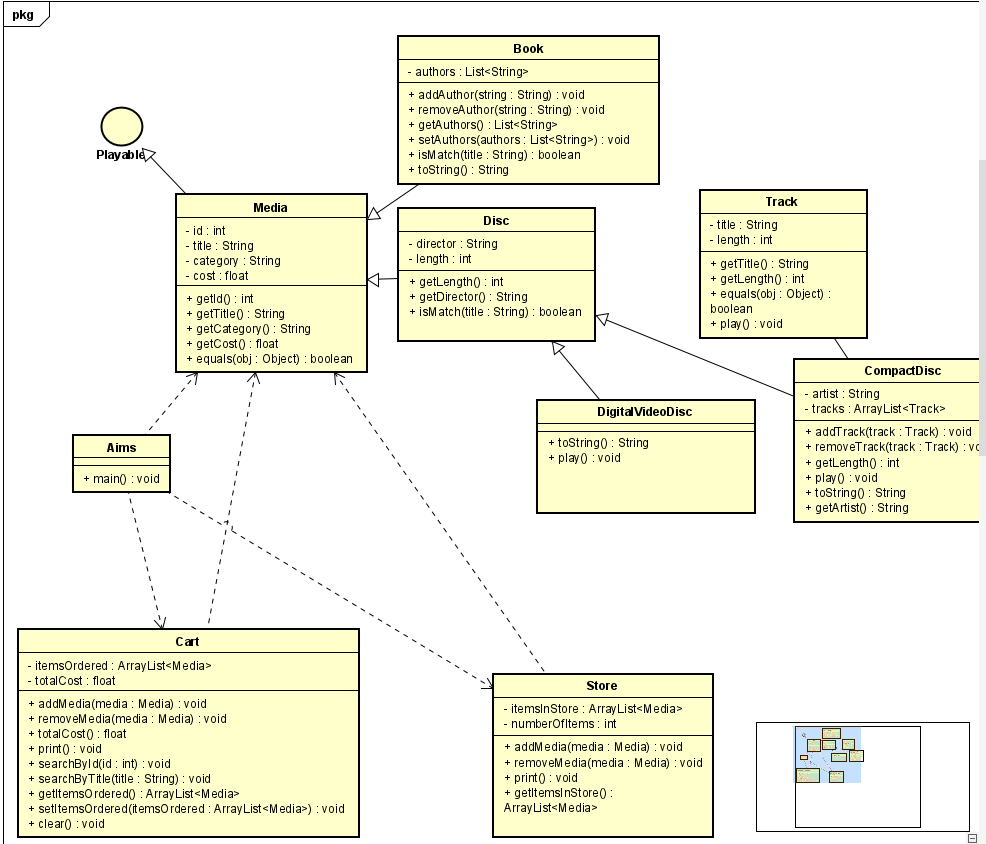 pkg
Playable
Book
- authors : List<String>
+ addAuthor(string : String) : void
+ removeAuthor(string : String) : void
+ getAuthors() : List<String>
+ setAuthors(authors : List<String>) : void
+ isMatch(title : String) : boolean
+ toString() : String
Media
- id : int
- title : String
- category : String
- cost : float
+ getId() : int
+ getTitle() : String
+ getCategory() : String
+ getCost() : float
+ equals(obj : Object) : boolean
Disc
- director : String
- length : int
+ getLength() : int
+ getDirector() : String
+ isMatch(title : String) : boolean
Track
- title : String
- length : int
+ getTitle() : String
+ getLength() : int
+ equals(obj : Object) :
boolean
+ play() : void
CompactDisc
- artist : String
- tracks : ArrayList<Track>
+ addTrack(track : Track) : void
+ removeTrack(track : Track) :
+ getLength() : int
+ play() : void
+ toString() : String
+ getArtist() : String
DigitalVideoDisc
+ toString() : String
+ play() : void
Aims
+ main() : void
Cart
- itemsOrdered : ArrayList<Media>
- totalCost : float
+ addMedia(media : Media) : void
+ removeMedia(media : Media) : void
+ totalCost() : float
+ print() : void
+ searchById(id : int) : void
+ searchByTitle(title : String) : void
+ getItemsOrdered() : ArrayList<Media>
+ setItemsOrdered(itemsOrdered : ArrayList<Media>) : void
+ clear() : void
Store
- itemsInStore : ArrayList<Media>
- numberOfItems : int
+ addMedia(media : Media) : void
+ removeMedia(media : Media) : void
+ print() : void
+ getItemsInStore() :
ArrayList<Media>